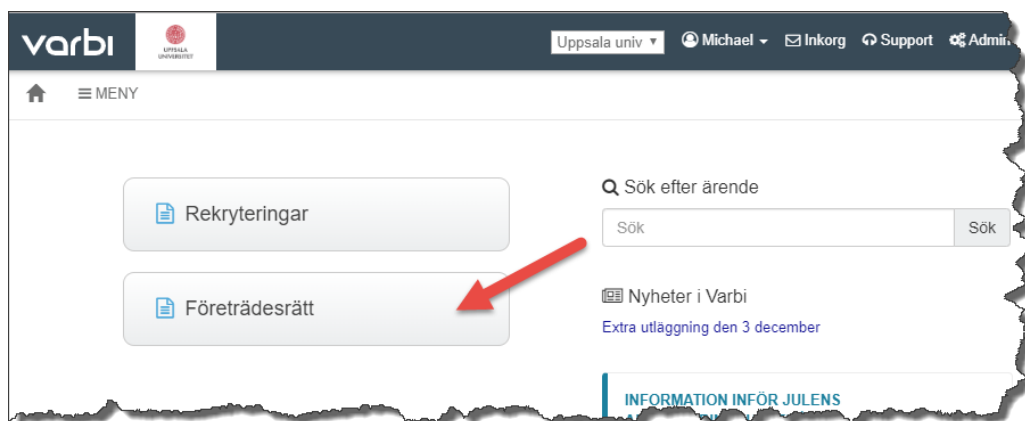 varbi
UPPSALA
UNIVERSITET
Uppsala univ
Michael
Inkorg
Support
Admin
MENY
Rekryteringar
Företrädesrätt
Sök efter ärende
Sök
Sök
Nyheter i Varbi
Extra utläggning den 3 december
INFORMATION INFÖR JULENS